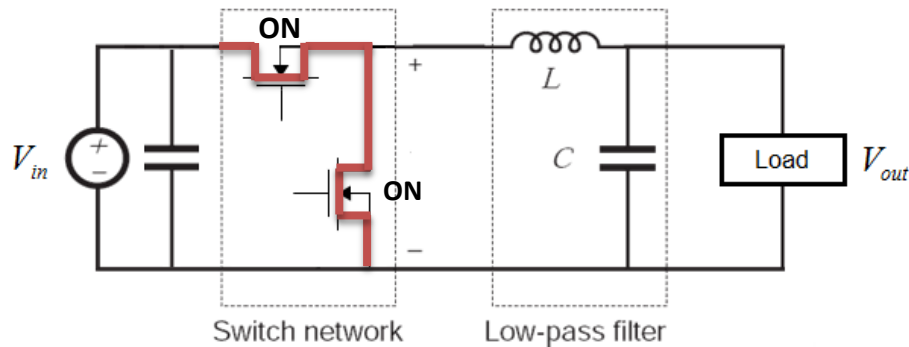 ON
+
L
V_in
+
−
C
ON
Load
V_out
−
Switch network
Low-pass filter